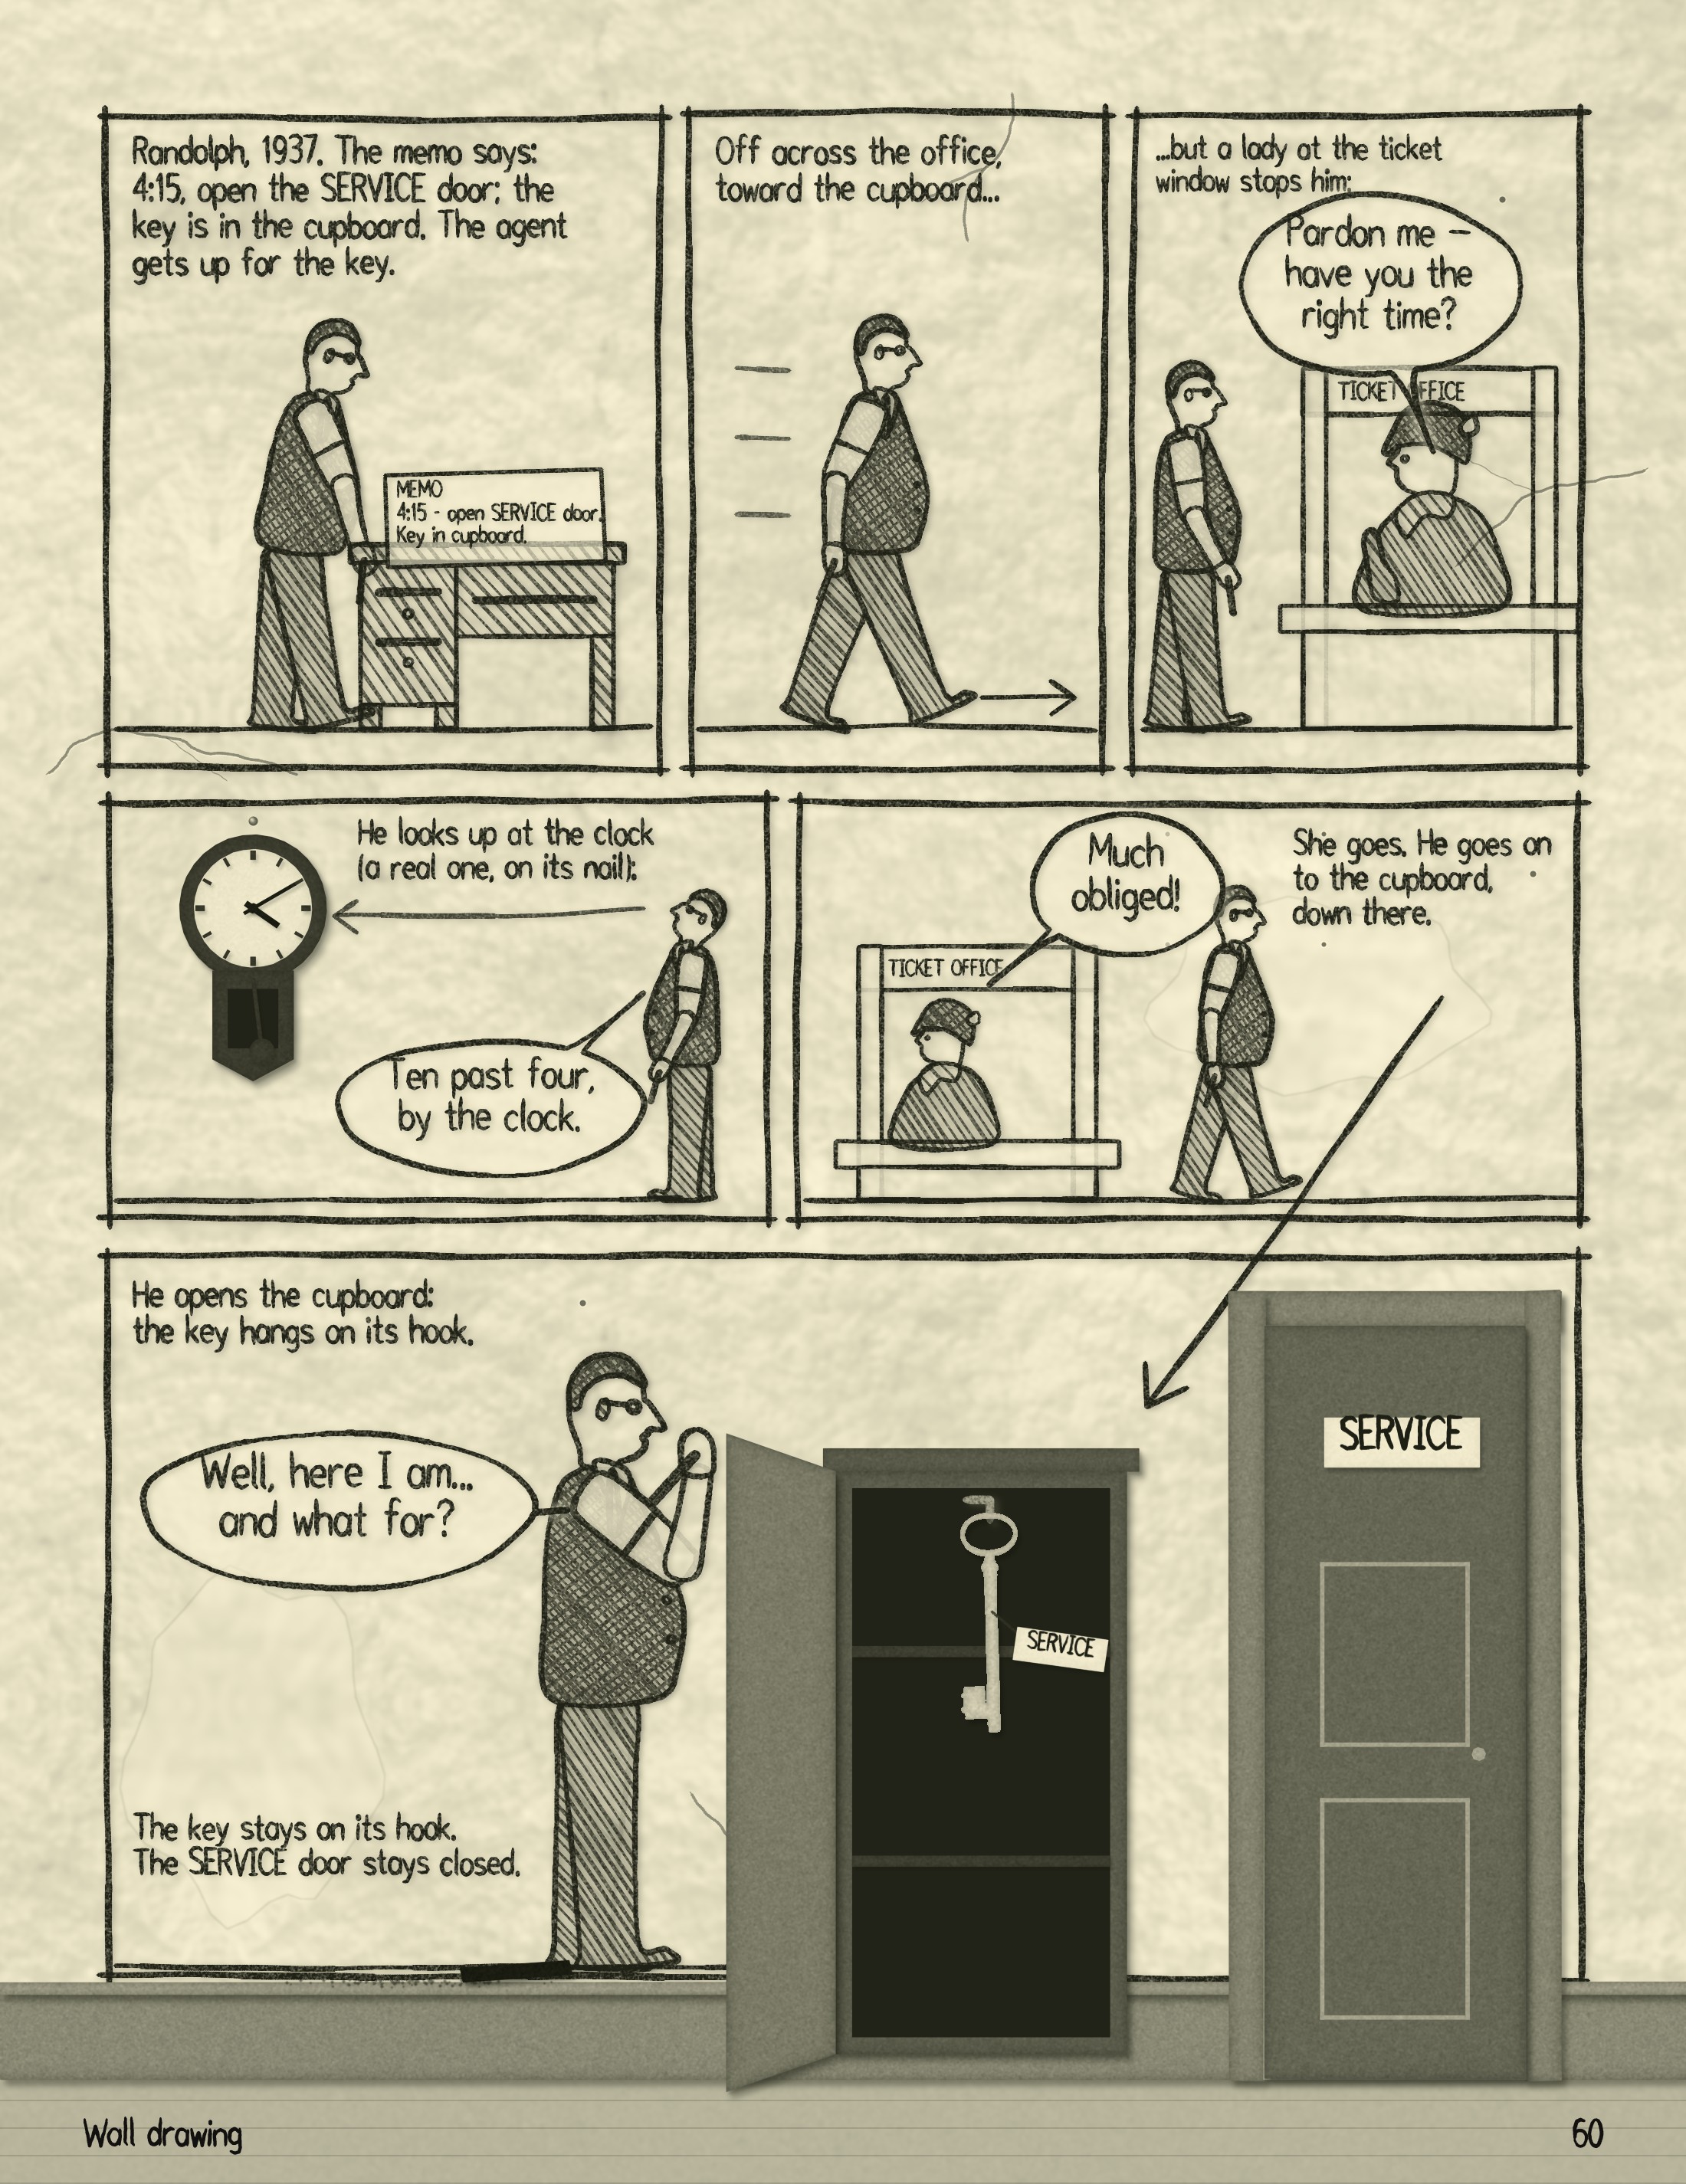 Randolph, 1937. The memo says:
4:15, open the SERVICE door; the
key is in the cupboard. The agent
gets up for the key.
MEMO
4:15 - open SERVICE door.
Key in cupboard.
Off across the office,
toward the cupboard...
...but a lady at the ticket
window stops him:
Pardon me –
have you the
right time?
TICKET OFFICE
He looks up at the clock
(a real one, on its nail):
Ten past four,
by the clock.
Much
obliged!
TICKET OFFICE
She goes. He goes on
to the cupboard,
down there.
He opens the cupboard:
the key hangs on its hook.
Well, here I am...
and what for?
SERVICE
SERVICE
The key stays on its hook.
The SERVICE door stays closed.
Wall drawing
60